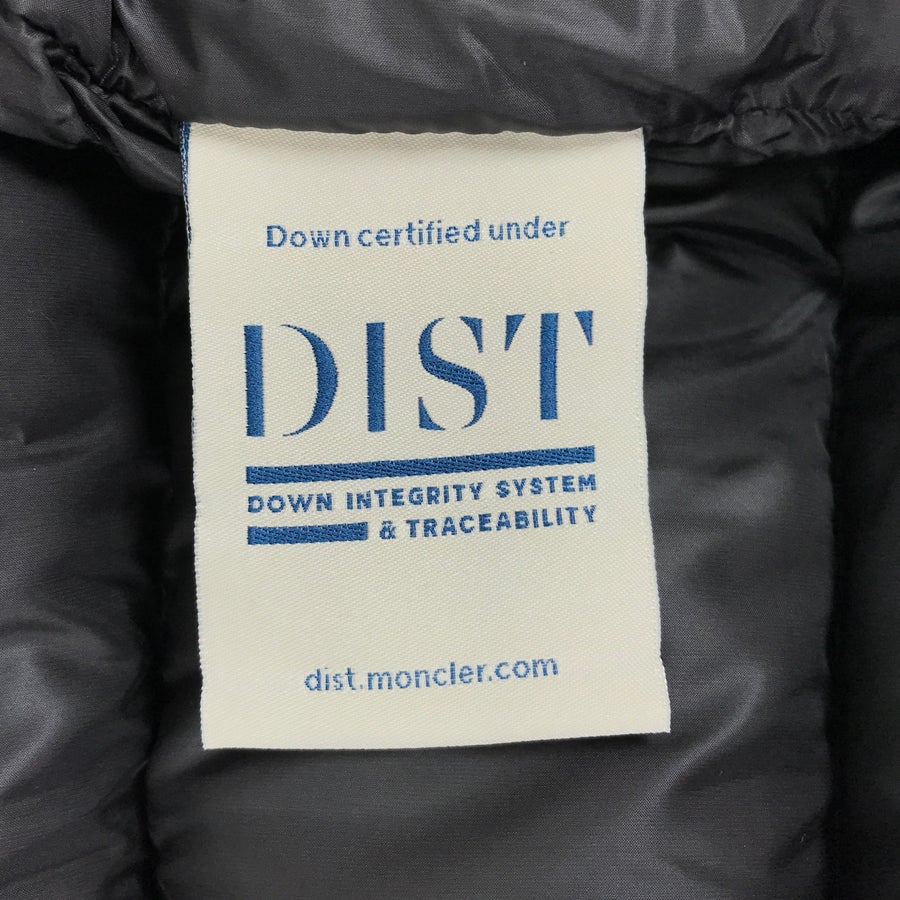 Down certified under
DIST
DOWN INTEGRITY SYSTEM
& TRACEABILITY
dist.moncler.com